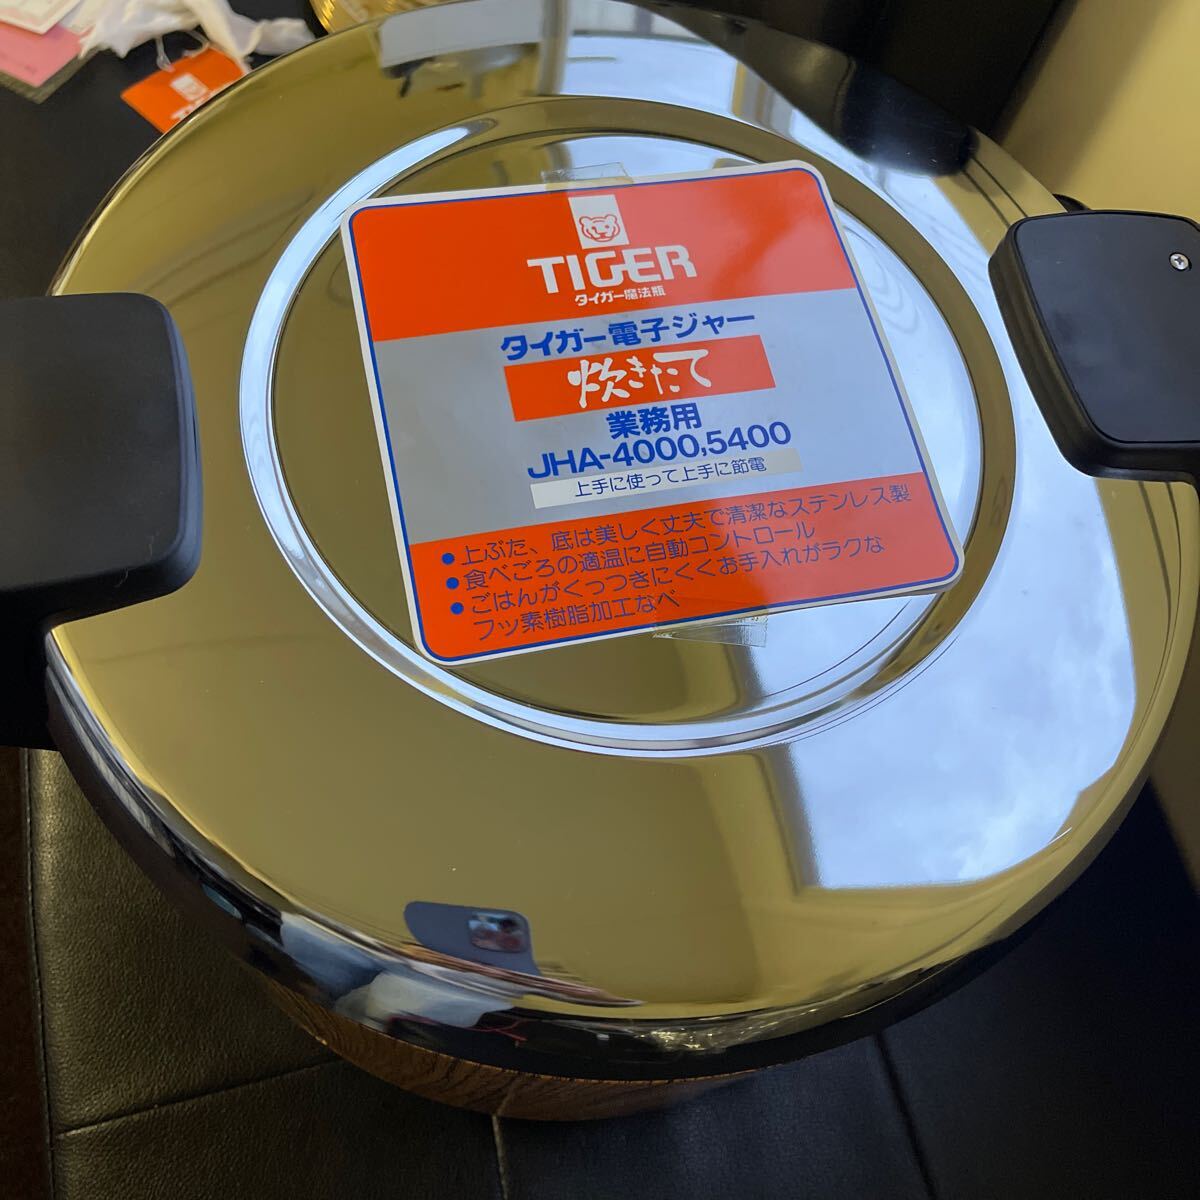 TIGER
タイガー魔法瓶
タイガー電子ジャー
炊きたて
業務用
JHA-4000,5400
上手に使って上手に節電
●上ぶた、底は美しく丈夫で清潔なステンレス製
●食べごろの適温に自動コントロール
●ごはんがくっつきにくくお手入れがラクな
フッ素樹脂加工なべ